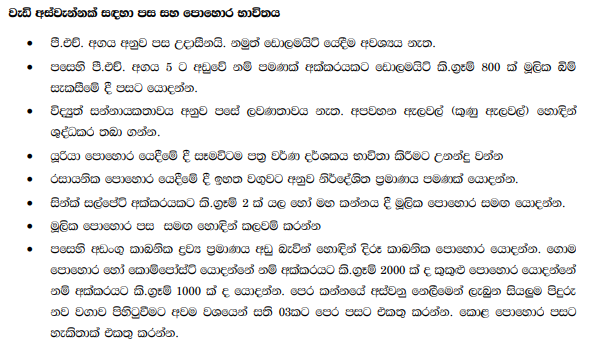 වැඩි අස්වැන්නක් සඳහා පස සහ පොහොර භාවිතය
• පී.එච්. අගය අනුව පස උදාසීනයි. නමුත් ඩොලමයිට් යෙදීම අවශ්‍යය නැත.
• පසෙහි පී.එච්. අගය 5 ට අඩුවේ නම් පමණක් අක්කරයකට ඩොලමයිට් කි.ග්‍රෑම් 800 ක් මූලික බිම්
සැකසීමේ දී පසට යොදන්න.
• විද්‍යුත් සන්නායකතාවය අනුව පසේ ලවණතාවය නැත. අපවහන ඇලවල් (කුණු ඇලවල්) හොඳින්
ශුද්ධකර තබා ගන්න.
• යූරියා පොහොර යෙදීමේ දී සෑමවිටම පත්‍ර වර්ණ දර්ශකය භාවිතා කිරීමට උනන්දු වන්න
• රසායනික පොහොර යෙදීමේ දී ඉහත වගුවට අනුව නිර්දේශිත ප්‍රමාණය පමණක් යොදන්න.
• සින්ක් සල්පේට් අක්කරයකට කි.ග්‍රෑම් 2 ක් යල හෝ මහ කන්නය දී මූලික පොහොර සමඟ යොදන්න.
• මූලික පොහොර පස සමඟ හොඳින් කලවම් කරන්න
• පසෙහි අඩංගු කාබනික ද්‍රව්‍ය ප්‍රමාණය අඩු බැවින් හොඳින් දිරූ කාබනික පොහොර යොදන්න. ගොම
පොහොර හෝ කොම්පෝස්ට් යොදන්නේ නම් අක්කරයට කි.ග්‍රෑම් 2000 ක් ද කුකුළු පොහොර යොදන්නේ
නම් අක්කරයට කි.ග්‍රෑම් 1000 ක් ද යොදන්න. පෙර කන්නයේ අස්වනු නෙලීමෙන් ලැබුන සියලුම පිදුරු
නව වගාව පිහිටුවීමට අවම වශයෙන් සති 03කට පෙර පසට එකතු කරන්න. කොළ පොහොර පසට
හැකිතාක් එකතු කරන්න.